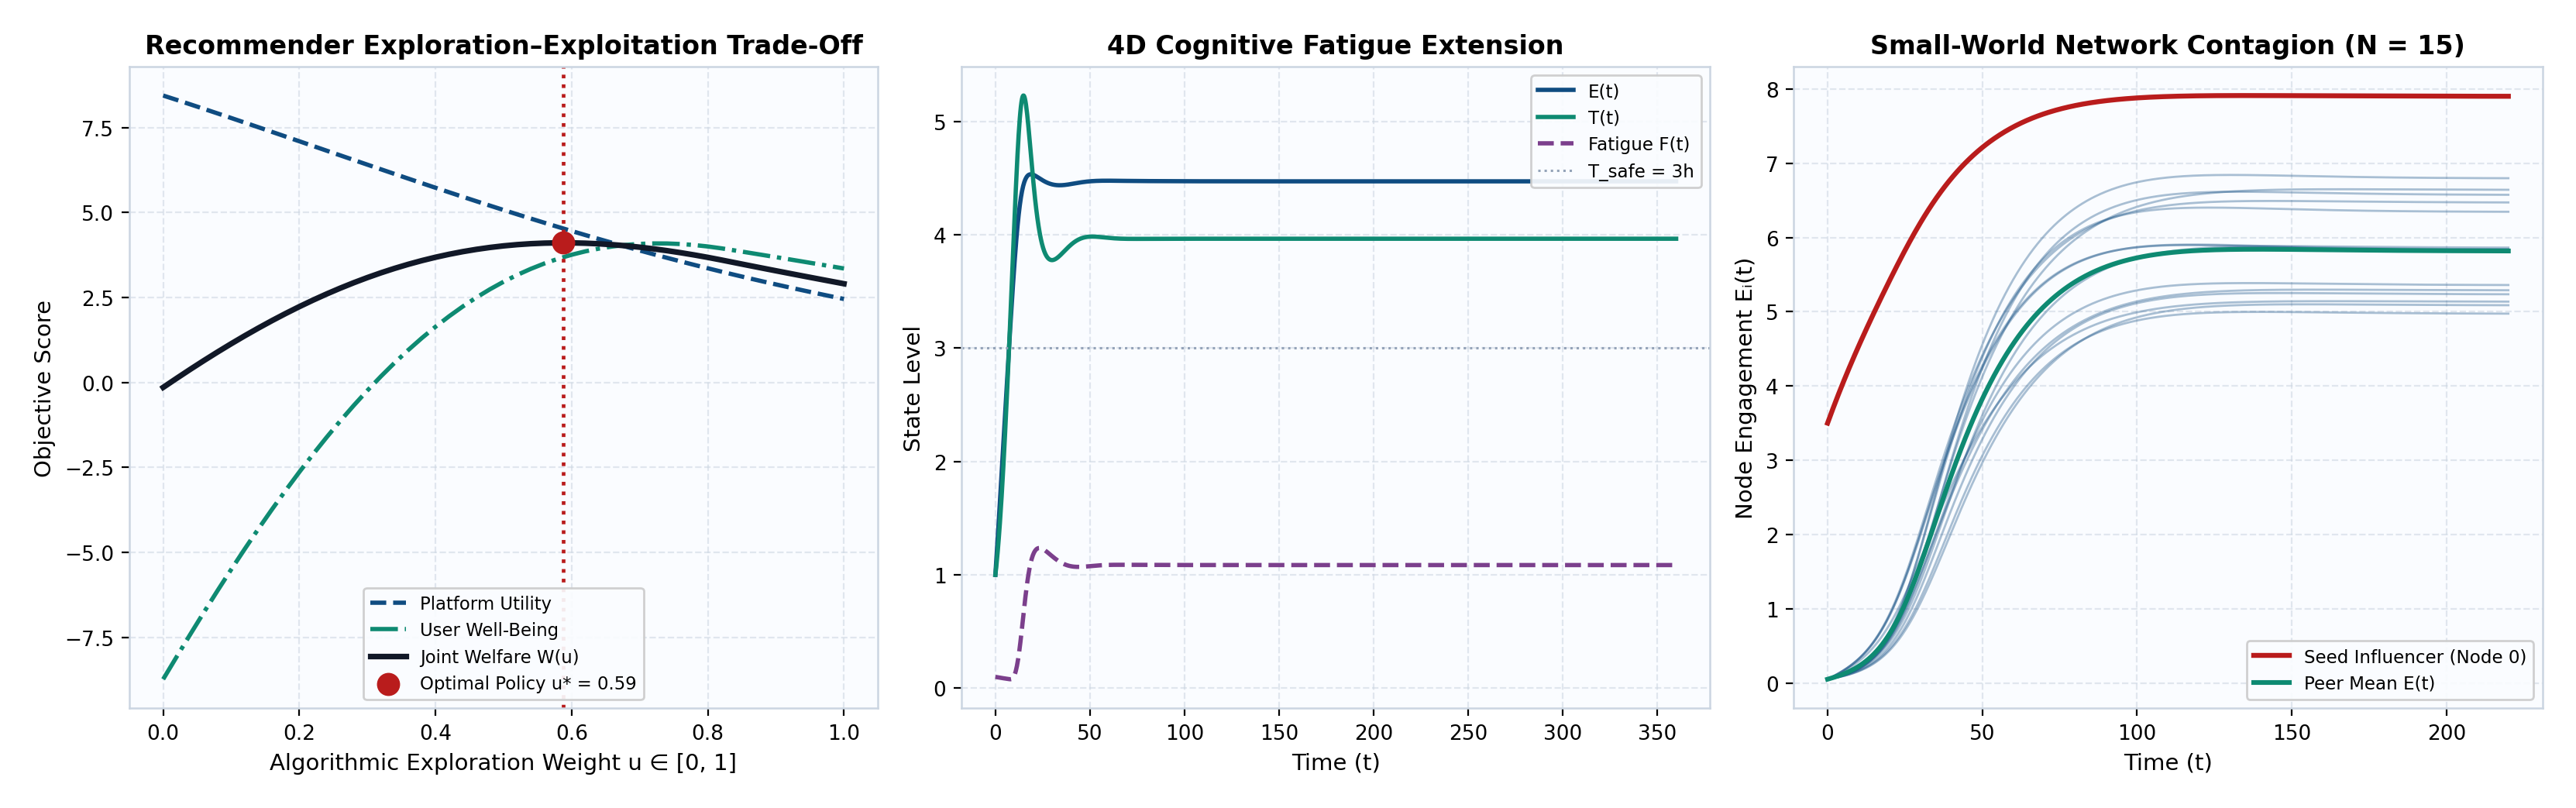 Recommender Exploration–Exploitation Trade-Off
Objective Score
7.5
5.0
2.5
0.0
−2.5
−5.0
−7.5
Platform Utility
User Well-Being
Joint Welfare W(u)
Optimal Policy u* = 0.59
0.0 0.2 0.4 0.6 0.8 1.0
Algorithmic Exploration Weight u ∈ [0, 1]
4D Cognitive Fatigue Extension
State Level
5
4
3
2
1
0
E(t)
T(t)
Fatigue F(t)
T_safe = 3h
0 50 100 150 200 250 300 350
Time (t)
Small-World Network Contagion (N = 15)
Node Engagement Eᵢ(t)
8
7
6
5
4
3
2
1
0
Seed Influencer (Node 0)
Peer Mean E(t)
0 50 100 150 200
Time (t)